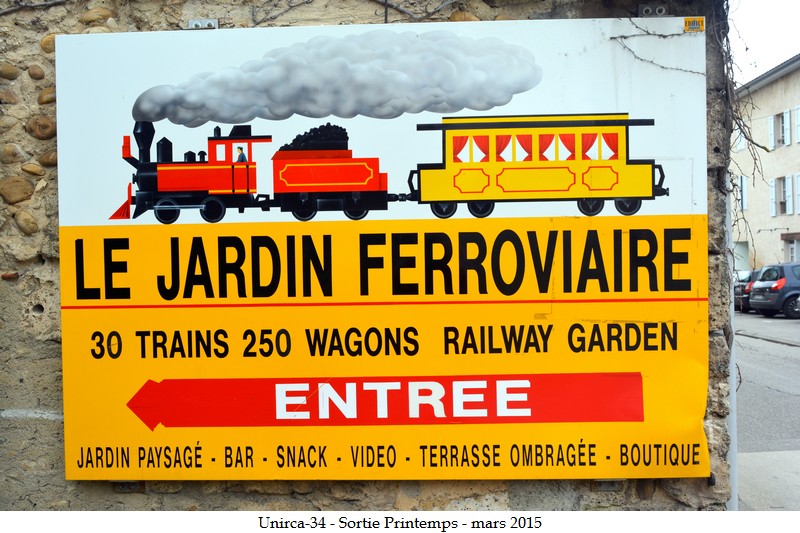 LE JARDIN FERROVIAIRE
30 TRAINS 250 WAGONS RAILWAY GARDEN
ENTREE
JARDIN PAYSAGÉ - BAR - SNACK - VIDEO - TERRASSE OMBRAGÉE - BOUTIQUE
Unirca-34 - Sortie Printemps - mars 2015